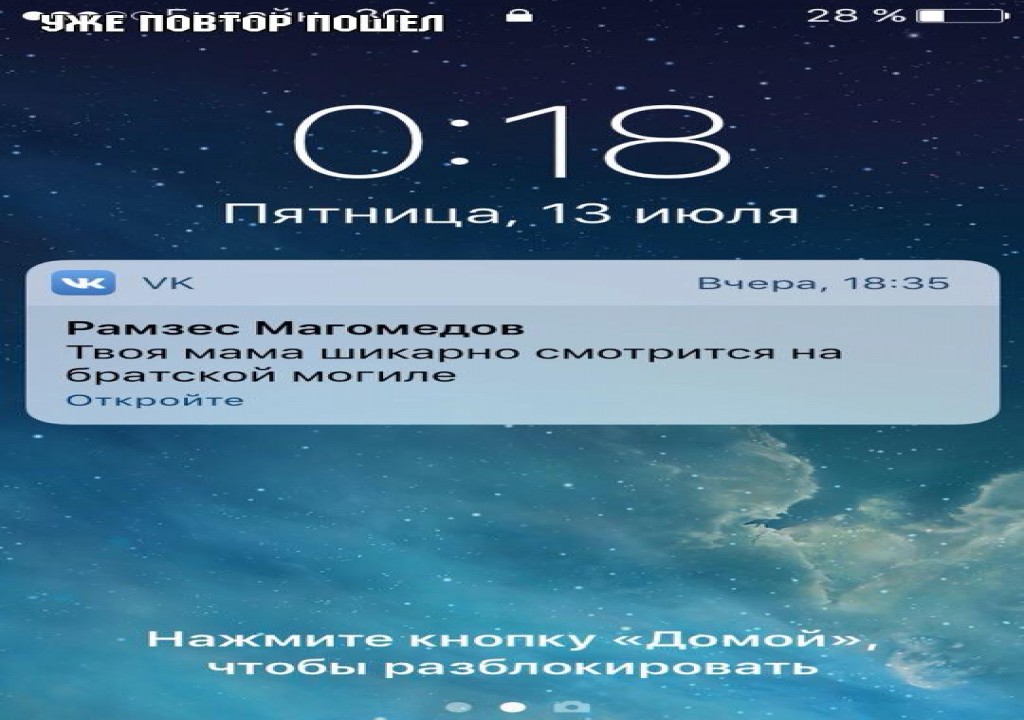 УЖЕ ПОВТОР ПОШЕЛ
28 %
0:18
Пятница, 13 июля
VK
Вчера, 18:35
Рамзес Магомедов
Твоя мама шикарно смотрится на
братской могиле
Откройте
Нажмите кнопку «Домой»,
чтобы разблокировать